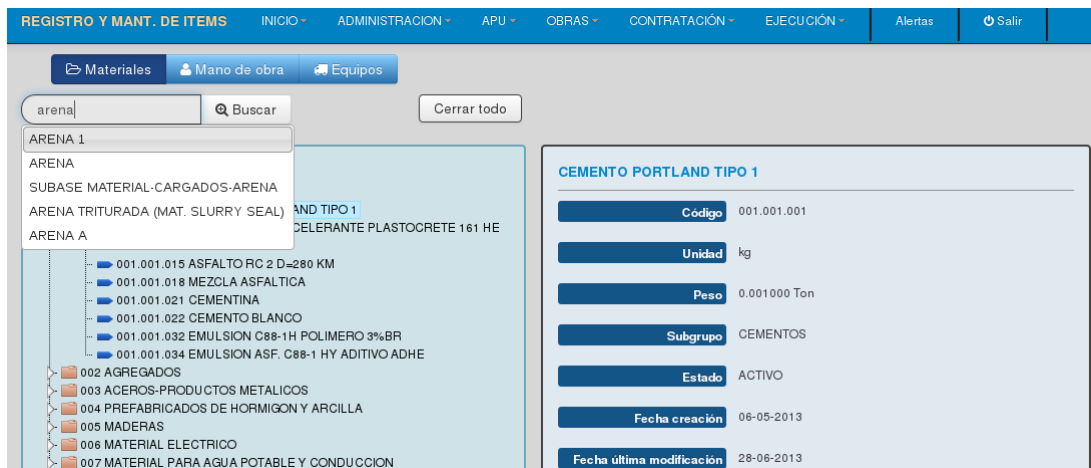 REGISTRO Y MANT. DE ITEMS INICIO ADMINISTRACION APU OBRAS CONTRATACIÓN EJECUCIÓN Alertas Salir
Materiales Mano de obra Equipos
arena Buscar Cerrar todo
ARENA 1
ARENA
SUBASE MATERIAL-CARGADOS-ARENA
ARENA TRITURADA (MAT. SLURRY SEAL)
ARENA A
AND TIPO 1
CELERANTE PLASTOCRETE 161 HE
001.001.015 ASFALTO RC 2 D=280 KM
001.001.018 MEZCLA ASFALTICA
001.001.021 CEMENTINA
001.001.022 CEMENTO BLANCO
001.001.032 EMULSION C88-1H POLIMERO 3%BR
001.001.034 EMULSION ASF. C88-1 HY ADITIVO ADHE
002 AGREGADOS
003 ACEROS-PRODUCTOS METALICOS
004 PREFABRICADOS DE HORMIGON Y ARCILLA
005 MADERAS
006 MATERIAL ELECTRICO
007 MATERIAL PARA AGUA POTABLE Y CONDUCCION
CEMENTO PORTLAND TIPO 1
Código 001.001.001
Unidad kg
Peso 0.001000 Ton
Subgrupo CEMENTOS
Estado ACTIVO
Fecha creación 06-05-2013
Fecha última modificación 28-06-2013